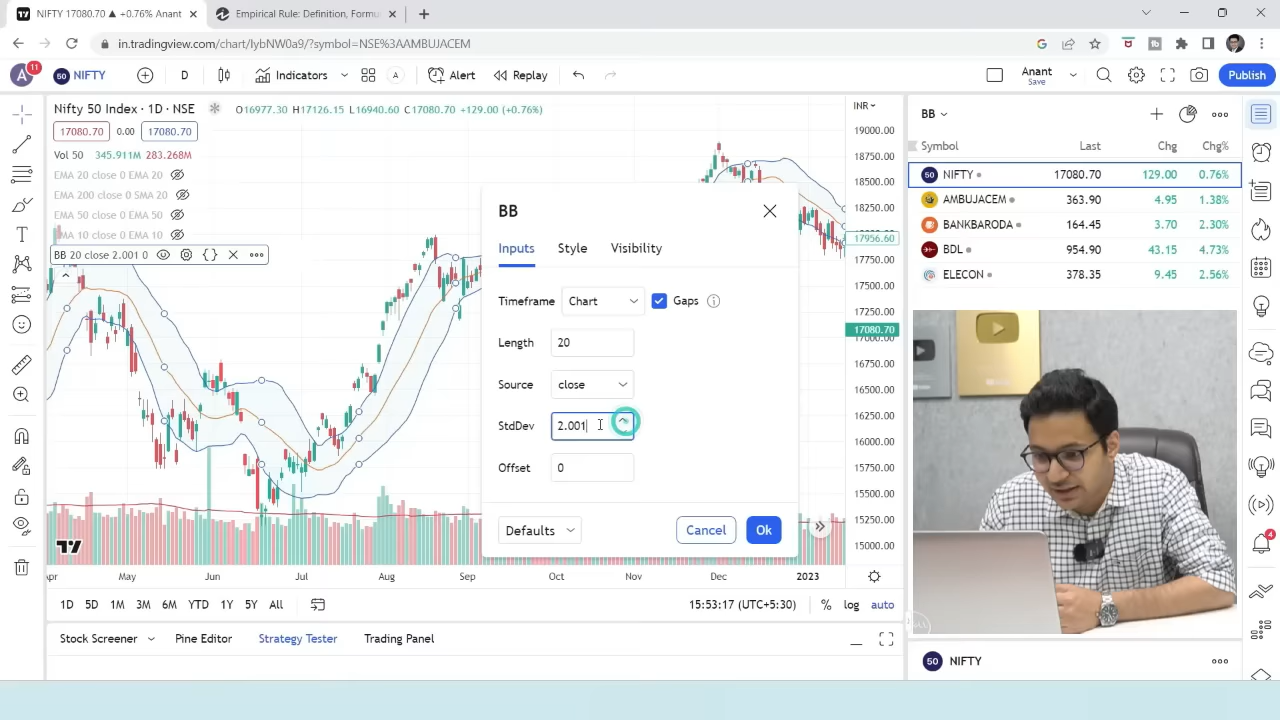 NIFTY 17080.70 ▲ +0.76% Anant
Empirical Rule: Definition, Formu
in.tradingview.com/chart/IybNW0a9/?symbol=NSE%3AAMBUJACEM
A 11 50 NIFTY D Indicators A Alert Replay Anant Save Publish
Nifty 50 Index · 1D · NSE O16977.30 H17126.15 L16940.60 C17080.70 +129.00 (+0.76%)
17080.70 0.00 17080.70
Vol 50 345.911M 283.268M
EMA 20 close 0 EMA 20
EMA 200 close 0 SMA 20
EMA 50 close 0 EMA 50
EMA 10 close 0 EMA 10
BB 20 close 2.001 0
INR
19000.00
18750.00
18500.00
18250.00
17956.60
17750.00
17500.00
17250.00
17080.70
17000.00
16750.00
16500.00
16250.00
16000.00
15750.00
15500.00
15250.00
15000.00
BB
Inputs Style Visibility
Timeframe Chart Gaps
Length 20
Source close
StdDev 2.001
Offset 0
Defaults Cancel Ok
Apr May Jun Jul Aug Sep Oct Nov Dec 2023
1D 5D 1M 3M 6M YTD 1Y 5Y All 15:53:17 (UTC+5:30) % log auto
Stock Screener Pine Editor Strategy Tester Trading Panel
BB
Symbol Last Chg Chg%
50 NIFTY 17080.70 129.00 0.76%
AMBUJACEM 363.90 4.95 1.38%
BANKBARODA 164.45 3.70 2.30%
BDL 954.90 43.15 4.73%
ELECON 378.35 9.45 2.56%
4
50 NIFTY